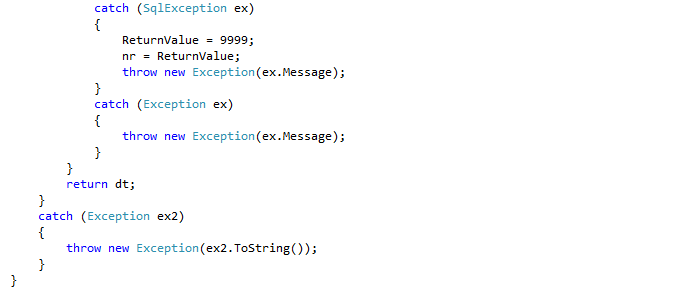 catch (SqlException ex)
{
ReturnValue = 9999;
nr = ReturnValue;
throw new Exception(ex.Message);
}
catch (Exception ex)
{
throw new Exception(ex.Message);
}
}
return dt;
}
catch (Exception ex2)
{
throw new Exception(ex2.ToString());
}
}